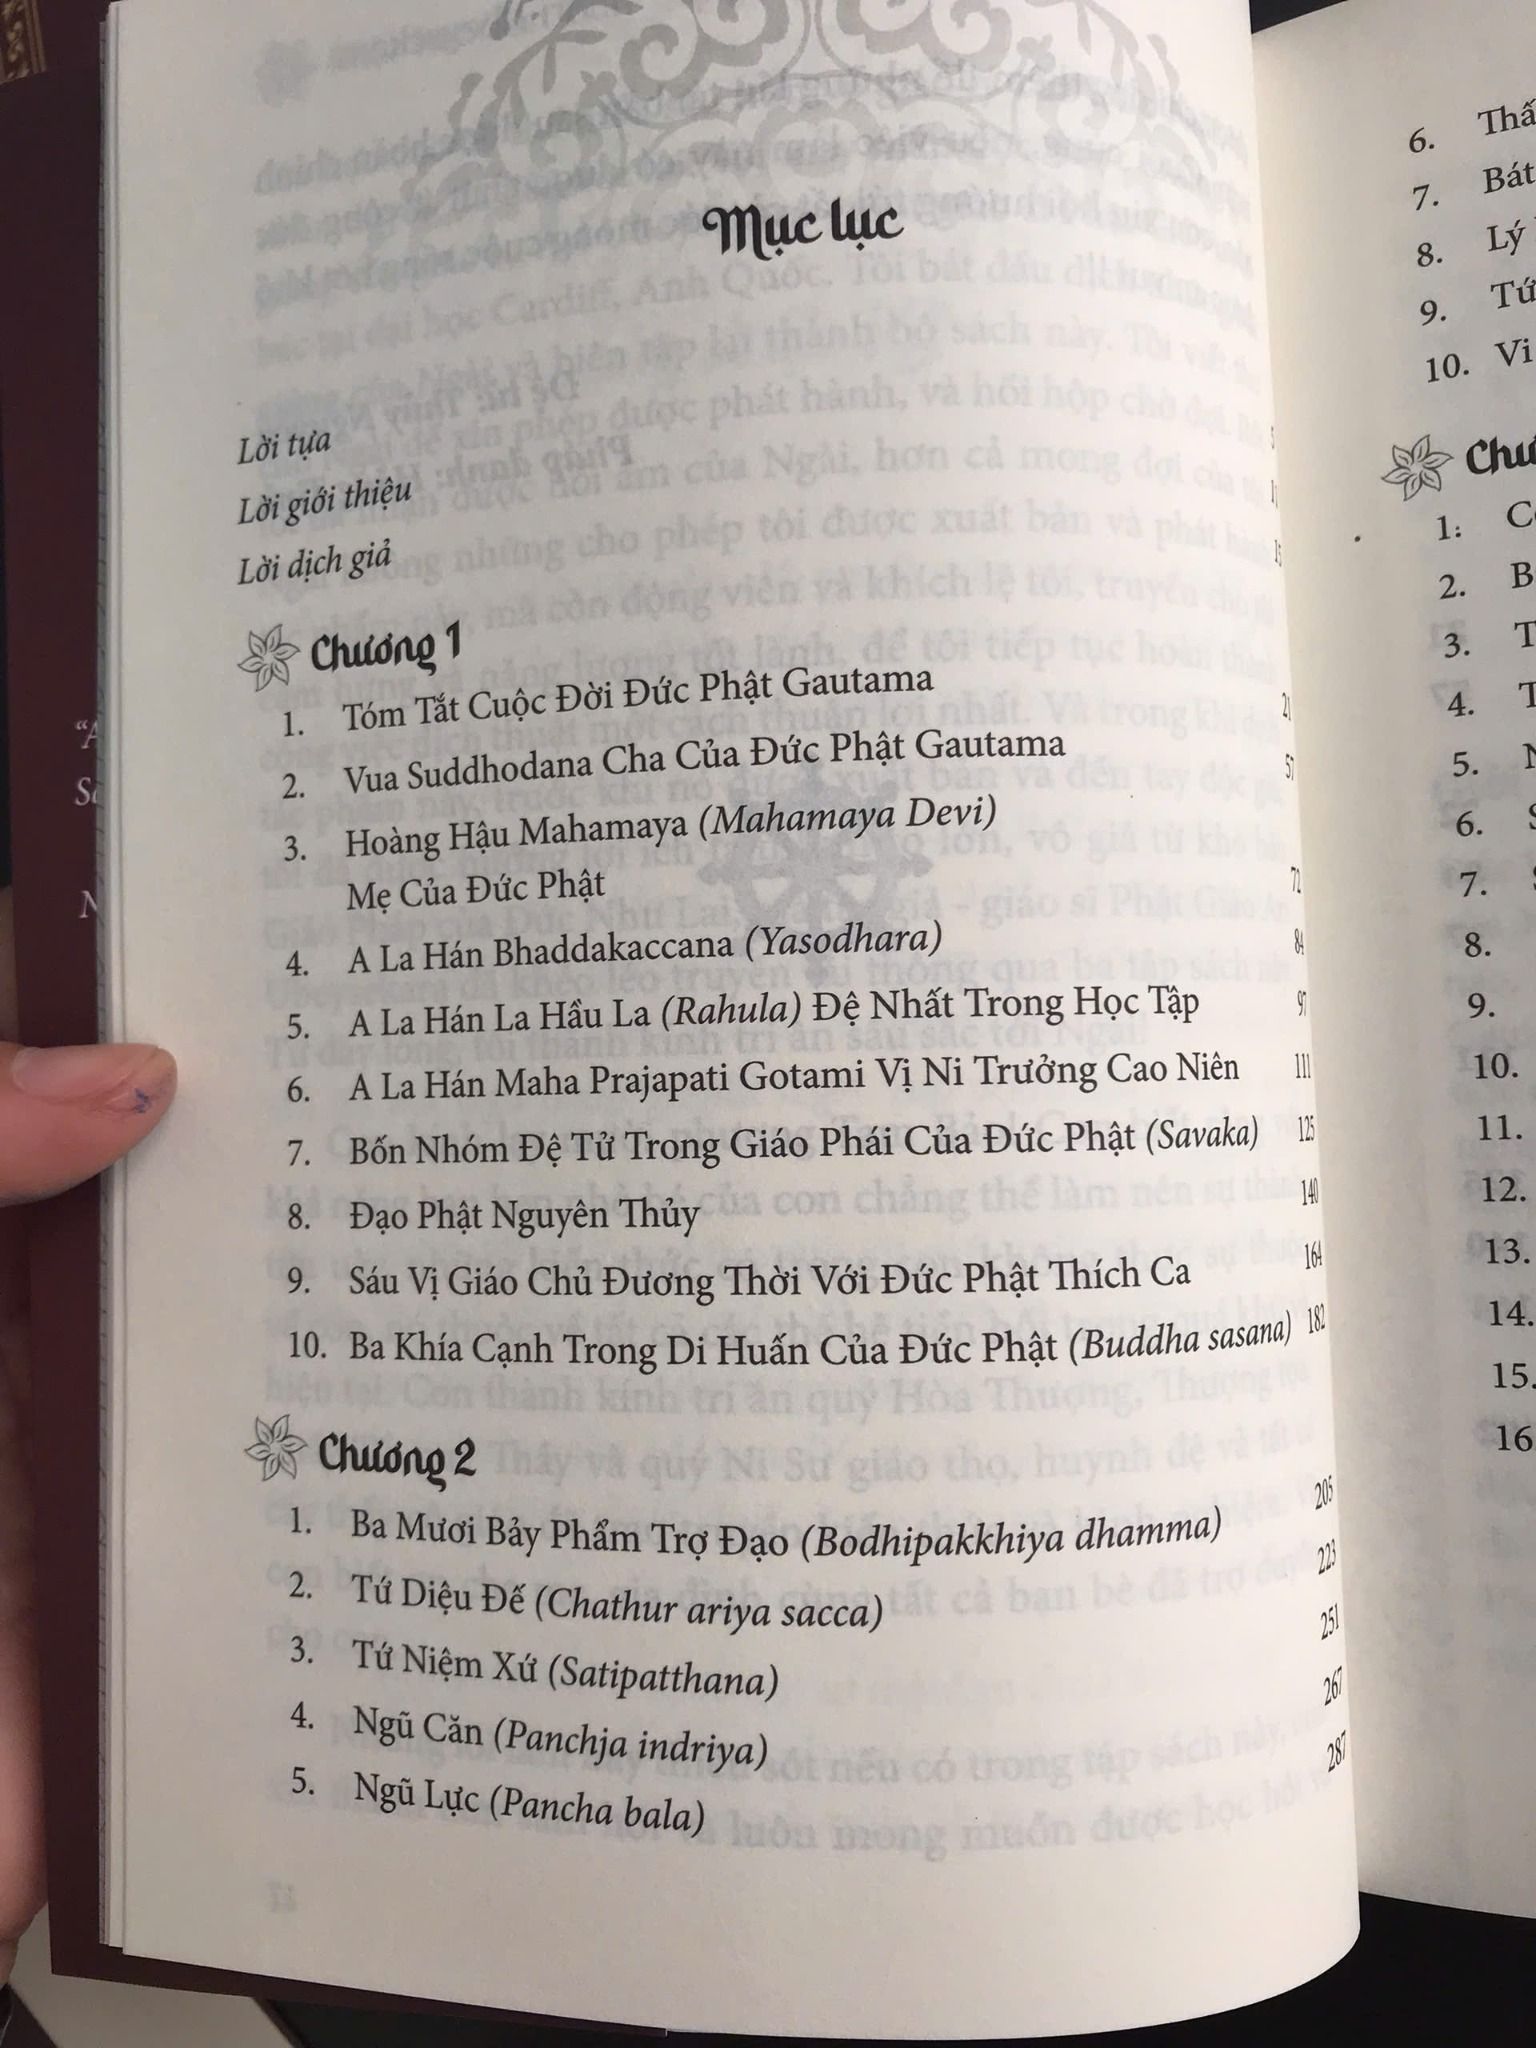 Mục lục
Lời tựa 5
Lời giới thiệu 11
Lời dịch giả 15
Chương 1
1. Tóm Tắt Cuộc Đời Đức Phật Gautama 21
2. Vua Suddhodana Cha Của Đức Phật Gautama 57
3. Hoàng Hậu Mahamaya (Mahamaya Devi)
Mẹ Của Đức Phật 72
4. A La Hán Bhaddakaccana (Yasodhara) 84
5. A La Hán La Hầu La (Rahula) Đệ Nhất Trong Học Tập 97
6. A La Hán Maha Prajapati Gotami Vị Ni Trưởng Cao Niên 111
7. Bốn Nhóm Đệ Tử Trong Giáo Phái Của Đức Phật (Savaka) 125
8. Đạo Phật Nguyên Thủy 140
9. Sáu Vị Giáo Chủ Đương Thời Với Đức Phật Thích Ca 164
10. Ba Khía Cạnh Trong Di Huấn Của Đức Phật (Buddha sasana) 182
Chương 2
1. Ba Mươi Bảy Phẩm Trợ Đạo (Bodhipakkhiya dhamma) 205
2. Tứ Diệu Đế (Chathur ariya sacca) 223
3. Tứ Niệm Xứ (Satipatthana) 251
4. Ngũ Căn (Panchja indriya) 267
5. Ngũ Lực (Pancha bala) 287
6.
7. Bát
8. Lý
9. Tứ
10. Vi
1:
2.
3.
4.
5.
6.
7.
8.
9.
10.
11.
12.
13.
14.
15.
16